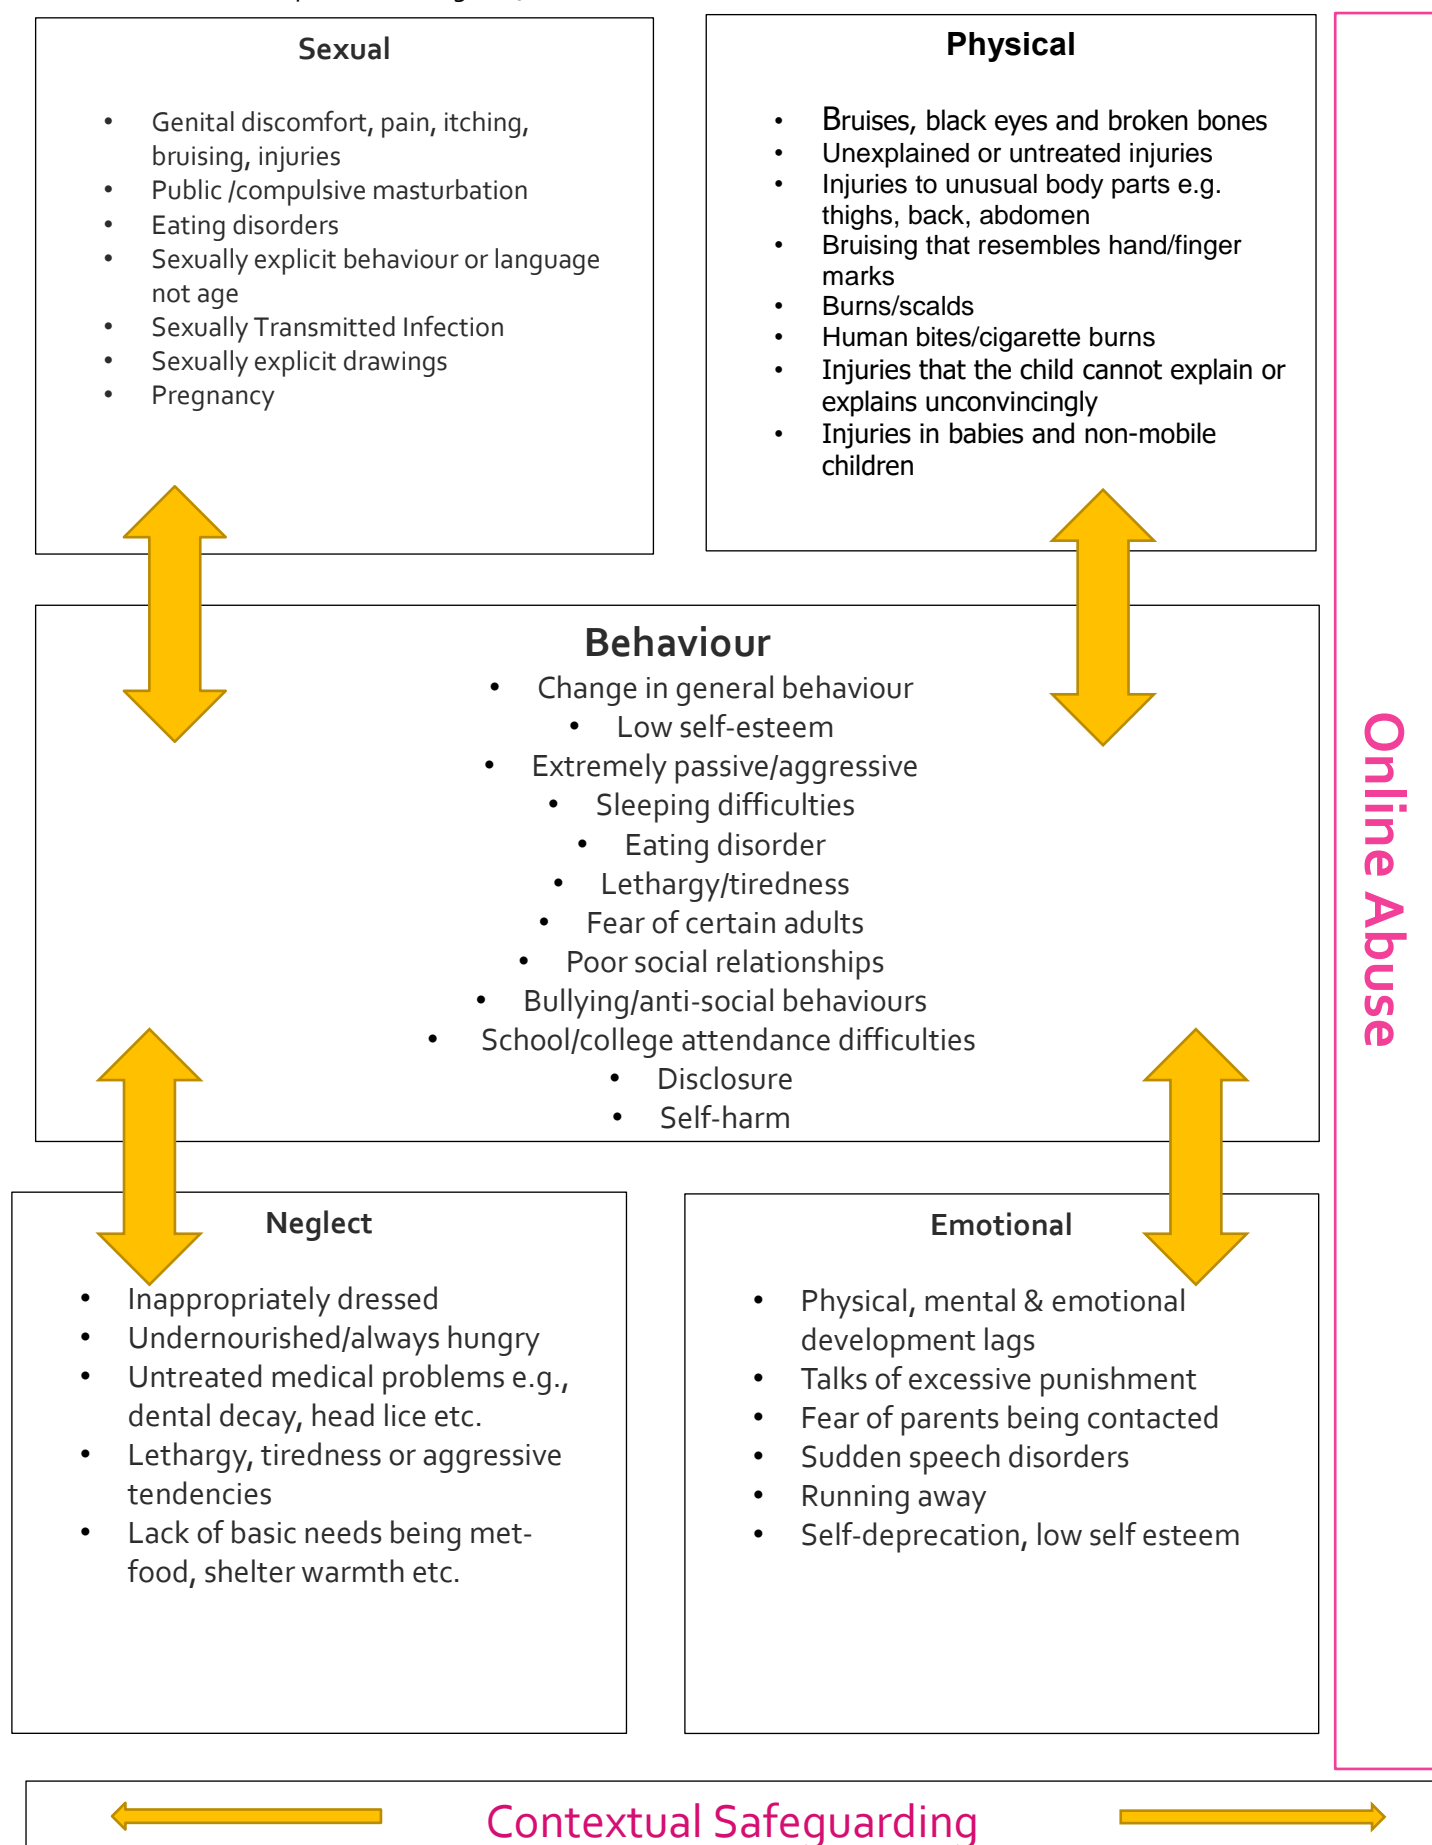 Sexual
• Genital discomfort, pain, itching,
bruising, injuries
• Public /compulsive masturbation
• Eating disorders
• Sexually explicit behaviour or language
not age
• Sexually Transmitted Infection
• Sexually explicit drawings
• Pregnancy
Physical
• Bruises, black eyes and broken bones
• Unexplained or untreated injuries
• Injuries to unusual body parts e.g.
thighs, back, abdomen
• Bruising that resembles hand/finger
marks
• Burns/scalds
• Human bites/cigarette burns
• Injuries that the child cannot explain or
explains unconvincingly
• Injuries in babies and non-mobile
children
Behaviour
• Change in general behaviour
• Low self-esteem
• Extremely passive/aggressive
• Sleeping difficulties
• Eating disorder
• Lethargy/tiredness
• Fear of certain adults
• Poor social relationships
• Bullying/anti-social behaviours
• School/college attendance difficulties
• Disclosure
• Self-harm
Neglect
• Inappropriately dressed
• Undernourished/always hungry
• Untreated medical problems e.g.,
dental decay, head lice etc.
• Lethargy, tiredness or aggressive
tendencies
• Lack of basic needs being met-
food, shelter warmth etc.
Emotional
• Physical, mental & emotional
development lags
• Talks of excessive punishment
• Fear of parents being contacted
• Sudden speech disorders
• Running away
• Self-deprecation, low self esteem
Online Abuse
Contextual Safeguarding